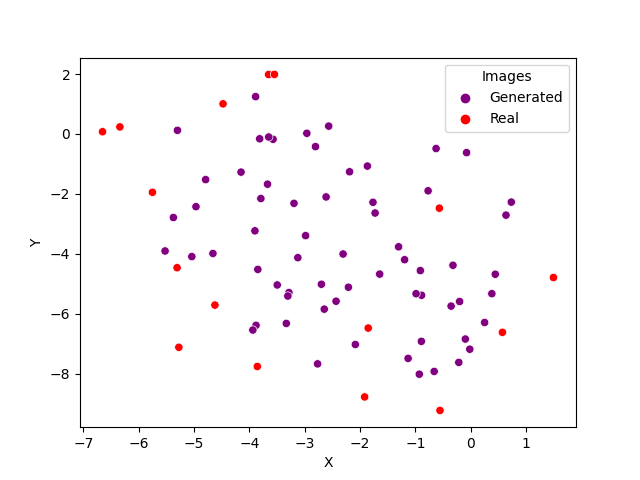 Images
Generated
Real
2
0
−2
−4
−6
−8
Y
−7 −6 −5 −4 −3 −2 −1 0 1
X